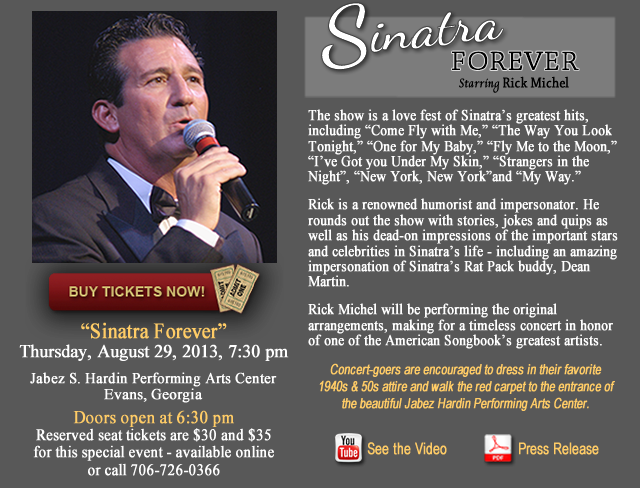 Sinatra
FOREVER
Starring Rick Michel
The show is a love fest of Sinatra's greatest hits,
including “Come Fly with Me,” “The Way You Look
Tonight,” “One for My Baby,” “Fly Me to the Moon,”
“I've Got you Under My Skin,” “Strangers in the
Night”, “New York, New York”and “My Way.”
Rick is a renowned humorist and impersonator. He
rounds out the show with stories, jokes and quips as
well as his dead-on impressions of the important stars
and celebrities in Sinatra's life - including an amazing
impersonation of Sinatra's Rat Pack buddy, Dean
Martin.
Rick Michel will be performing the original
arrangements, making for a timeless concert in honor
of one of the American Songbook's greatest artists.
Concert-goers are encouraged to dress in their favorite
1940s & 50s attire and walk the red carpet to the entrance of
the beautiful Jabez Hardin Performing Arts Center.
You
Tube
See the Video
PDF
Press Release
BUY TICKETS NOW!
ADMIT
ADMIT ONE
“Sinatra Forever”
Thursday, August 29, 2013, 7:30 pm
Jabez S. Hardin Performing Arts Center
Evans, Georgia
Doors open at 6:30 pm
Reserved seat tickets are $30 and $35
for this special event - available online
or call 706-726-0366